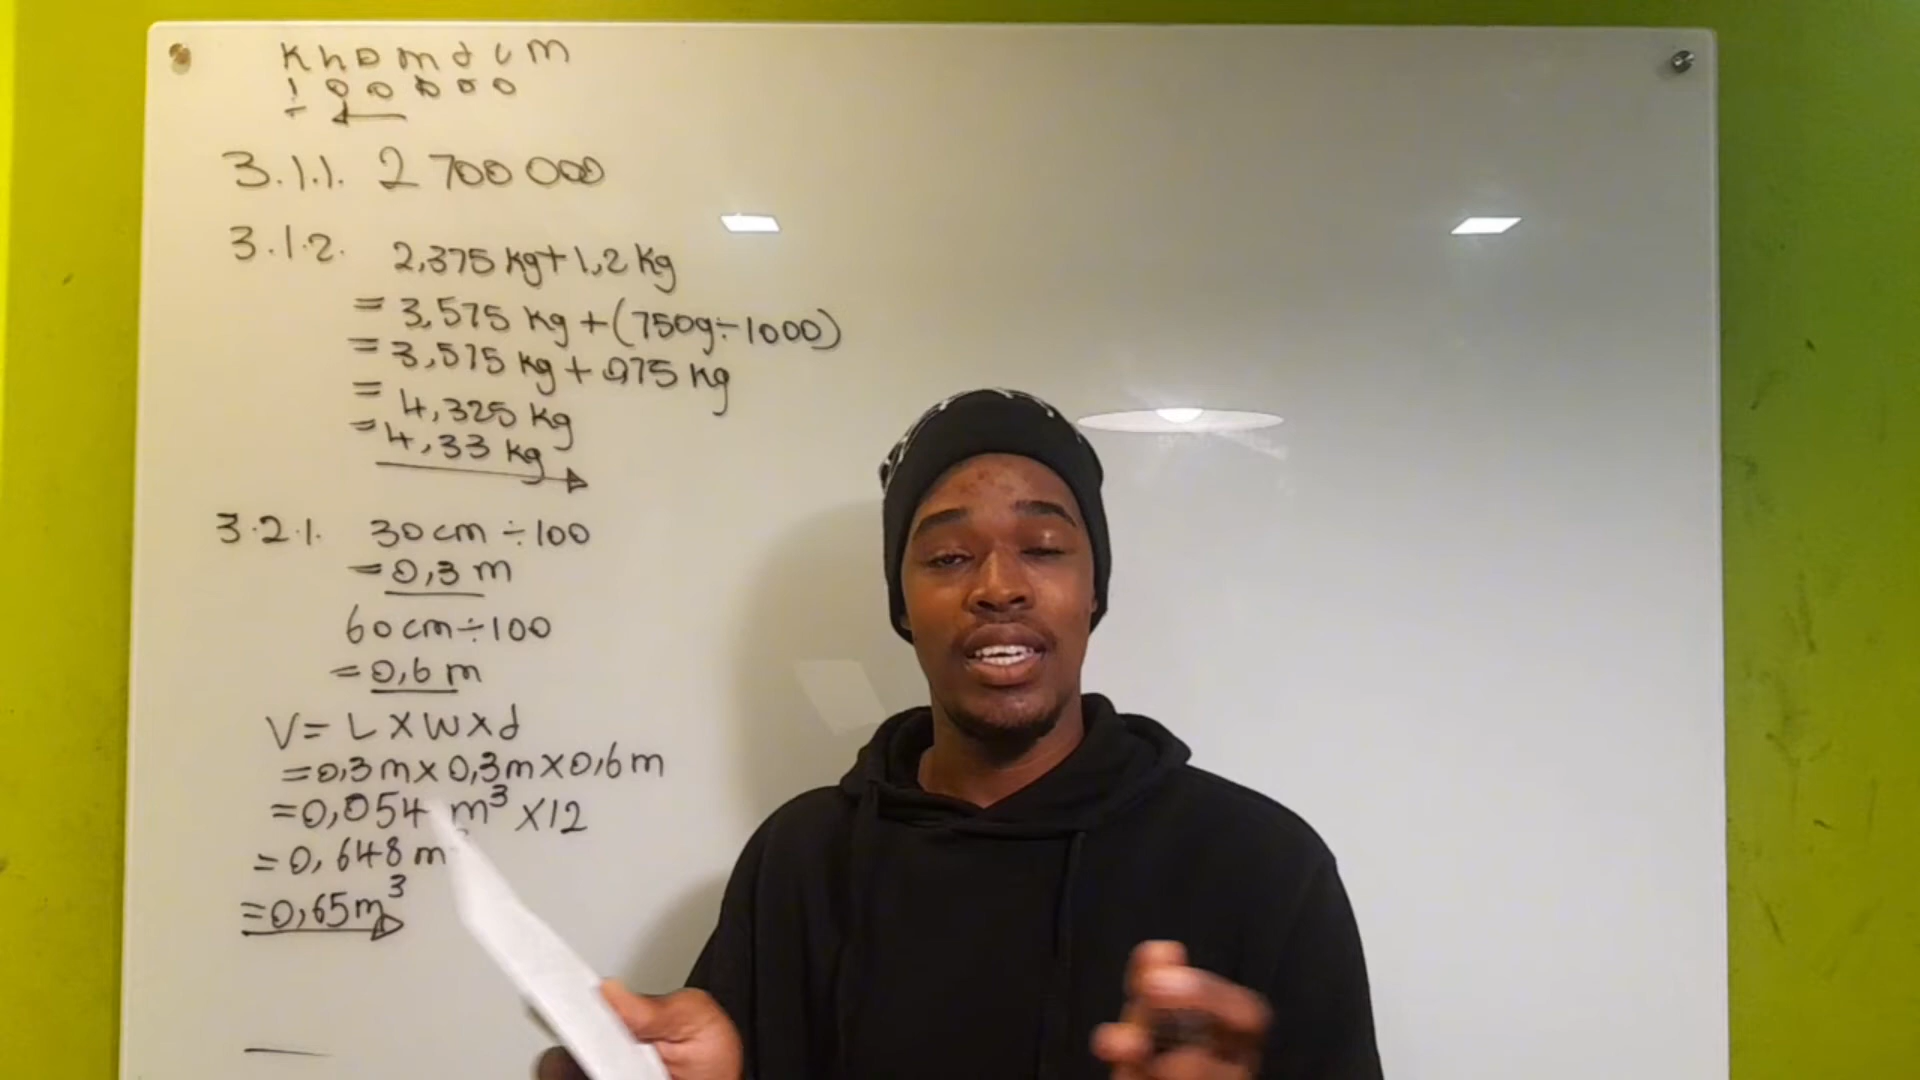 K h D m d c m
1 0 0 0 0 0
3.1.1. 2 700 000
3.1.2. 2,375 kg + 1,2 kg
= 3,575 kg + (750g ÷ 1000)
= 3,575 kg + 0,75 kg
= 4,325 kg
= 4,33 kg
3.2.1. 30 cm ÷ 100
= 0,3 m
60 cm ÷ 100
= 0,6 m
V = L X W X d
= 0,3 m x 0,3 m X 0,6 m
= 0,054 m³ X 12
= 0,648 m
= 0,65 m³